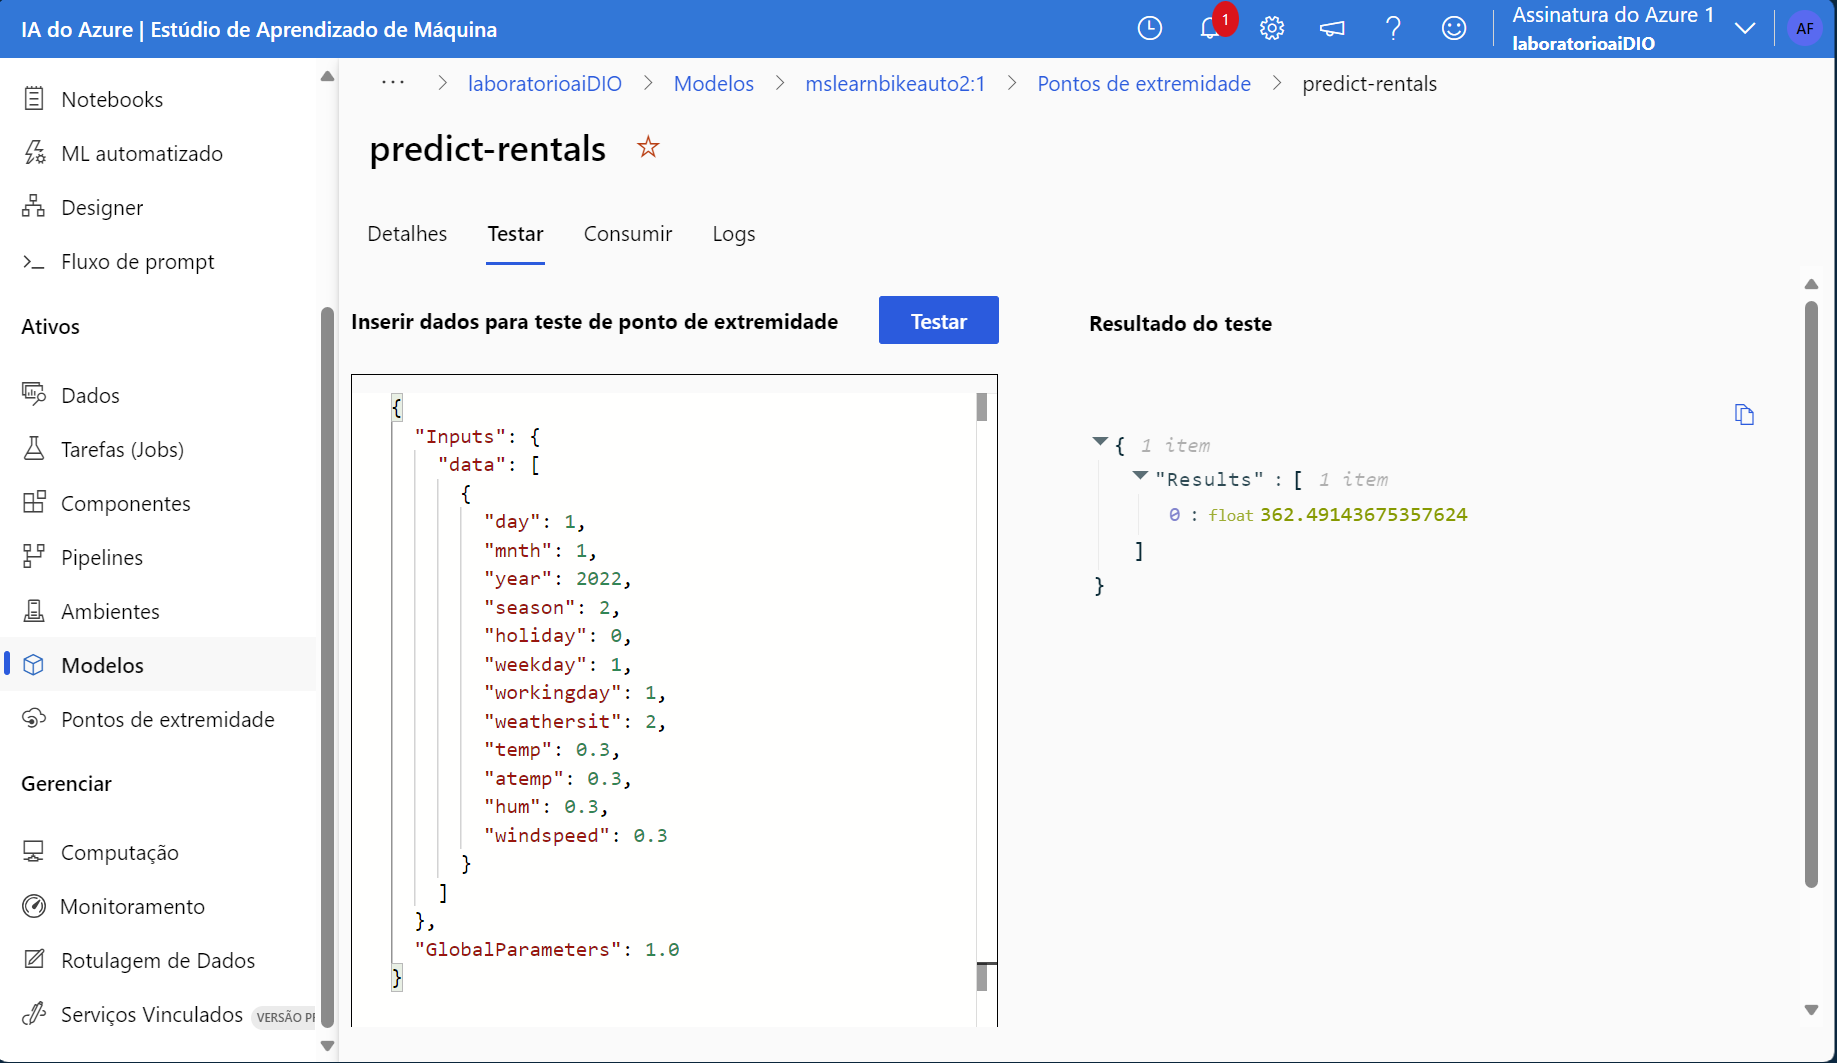 IA do Azure | Estúdio de Aprendizado de Máquina
1
Assinatura do Azure 1
laboratorioaiDIO
AF
Notebooks
ML automatizado
Designer
Fluxo de prompt
Ativos
Dados
Tarefas (Jobs)
Componentes
Pipelines
Ambientes
Modelos
Pontos de extremidade
Gerenciar
Computação
Monitoramento
Rotulagem de Dados
Serviços Vinculados VERSÃO PR
··· > laboratorioaiDIO > Modelos > mslearnbikeauto2:1 > Pontos de extremidade > predict-rentals
predict-rentals
Detalhes Testar Consumir Logs
Inserir dados para teste de ponto de extremidade
Testar
{
"Inputs": {
"data": [
{
"day": 1,
"mnth": 1,
"year": 2022,
"season": 2,
"holiday": 0,
"weekday": 1,
"workingday": 1,
"weathersit": 2,
"temp": 0.3,
"atemp": 0.3,
"hum": 0.3,
"windspeed": 0.3
}
]
},
"GlobalParameters": 1.0
}
Resultado do teste
{ 1 item
"Results" : [ 1 item
0 : float 362.49143675357624
]
}